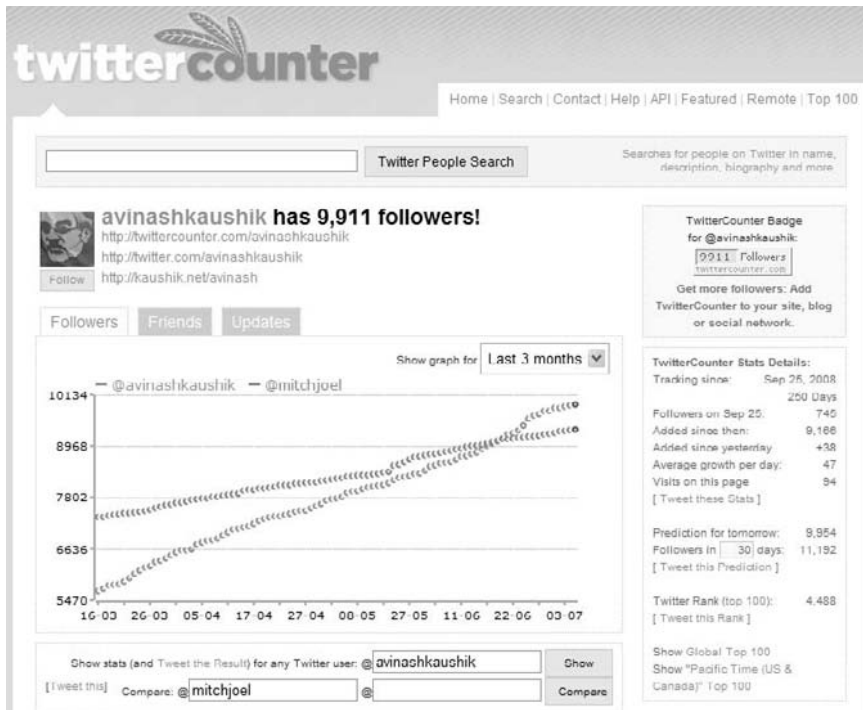 twittercounter
Home | Search | Contact | Help | API | Featured | Remote | Top 100
Twitter People Search
Searches for people on Twitter in name,
description, biography and more
avinashkaushik has 9,911 followers!
http://twittercounter.com/avinashkaushik
http://twitter.com/avinashkaushik
http://kaushik.net/avinash
Follow
Followers
Friends
Updates
Show graph for Last 3 months
@avinashkaushik @mitchjoel
10134
8968
7802
6636
5470
16-03 26-03 05-04 17-04 27-04 08-05 27-05 11-06 22-06 03-07
Show stats (and Tweet the Result) for any Twitter user: @ avinashkaushik Show
[Tweet this] Compare: @ mitchjoel @ Compare
TwitterCounter Badge
for @avinashkaushik:
9911 Followers
twittercounter.com
Get more followers: Add
TwitterCounter to your site, blog
or social network.
TwitterCounter Stats Details:
Tracking since: Sep 25, 2008
280 Days
Followers on Sep 25: 745
Added since then: 9,166
Added since yesterday +38
Average growth per day: 47
Visits on this page 94
[ Tweet these Stats ]
Prediction for tomorrow: 9,954
Followers in 30 days: 11,192
[ Tweet this Prediction ]
Twitter Rank (top 100): 4,488
[ Tweet this Rank ]
Show Global Top 100
Show "Pacific Time (US &
Canada)" Top 100